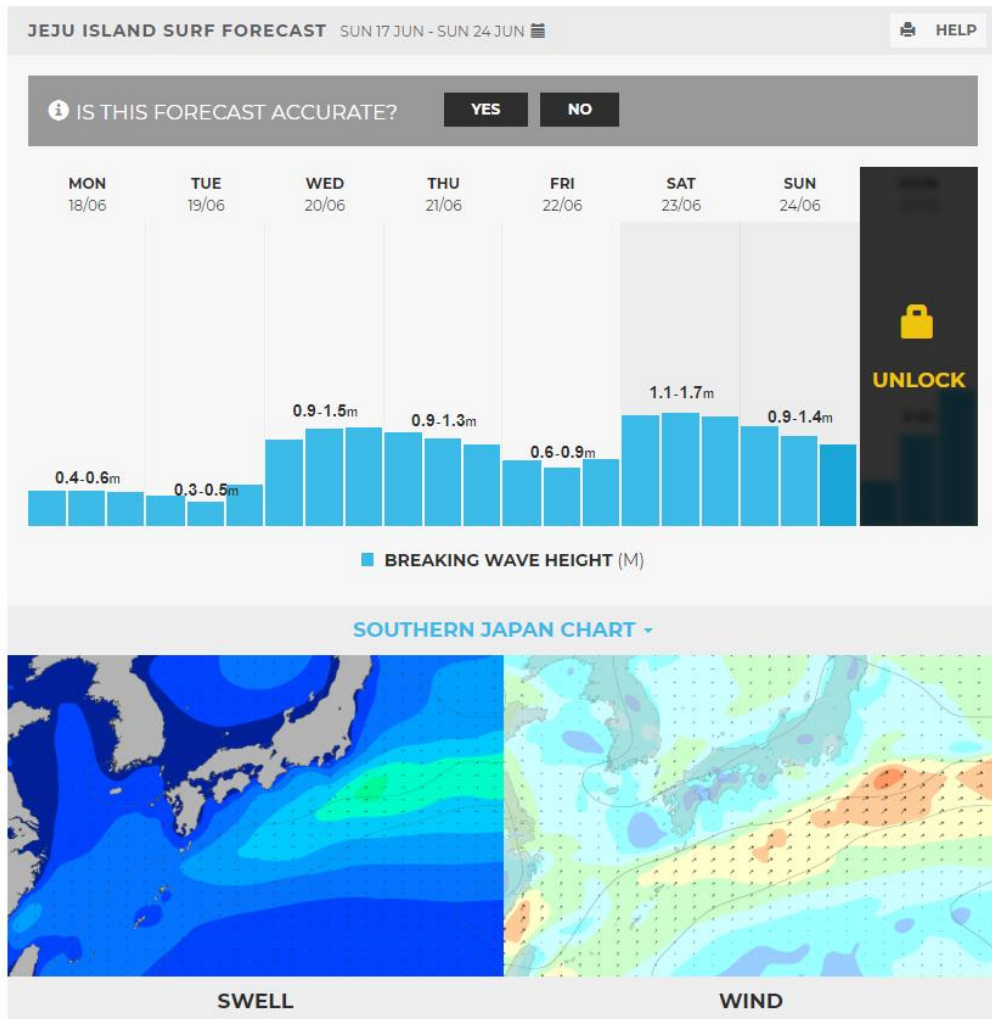 JEJU ISLAND SURF FORECAST SUN 17 JUN - SUN 24 JUN
HELP
IS THIS FORECAST ACCURATE? YES NO
MON TUE WED THU FRI SAT SUN
18/06 19/06 20/06 21/06 22/06 23/06 24/06
0.4-0.6m 0.3-0.5m 0.9-1.5m 0.9-1.3m 0.6-0.9m 1.1-1.7m 0.9-1.4m
UNLOCK
BREAKING WAVE HEIGHT (M)
SOUTHERN JAPAN CHART
SWELL WIND